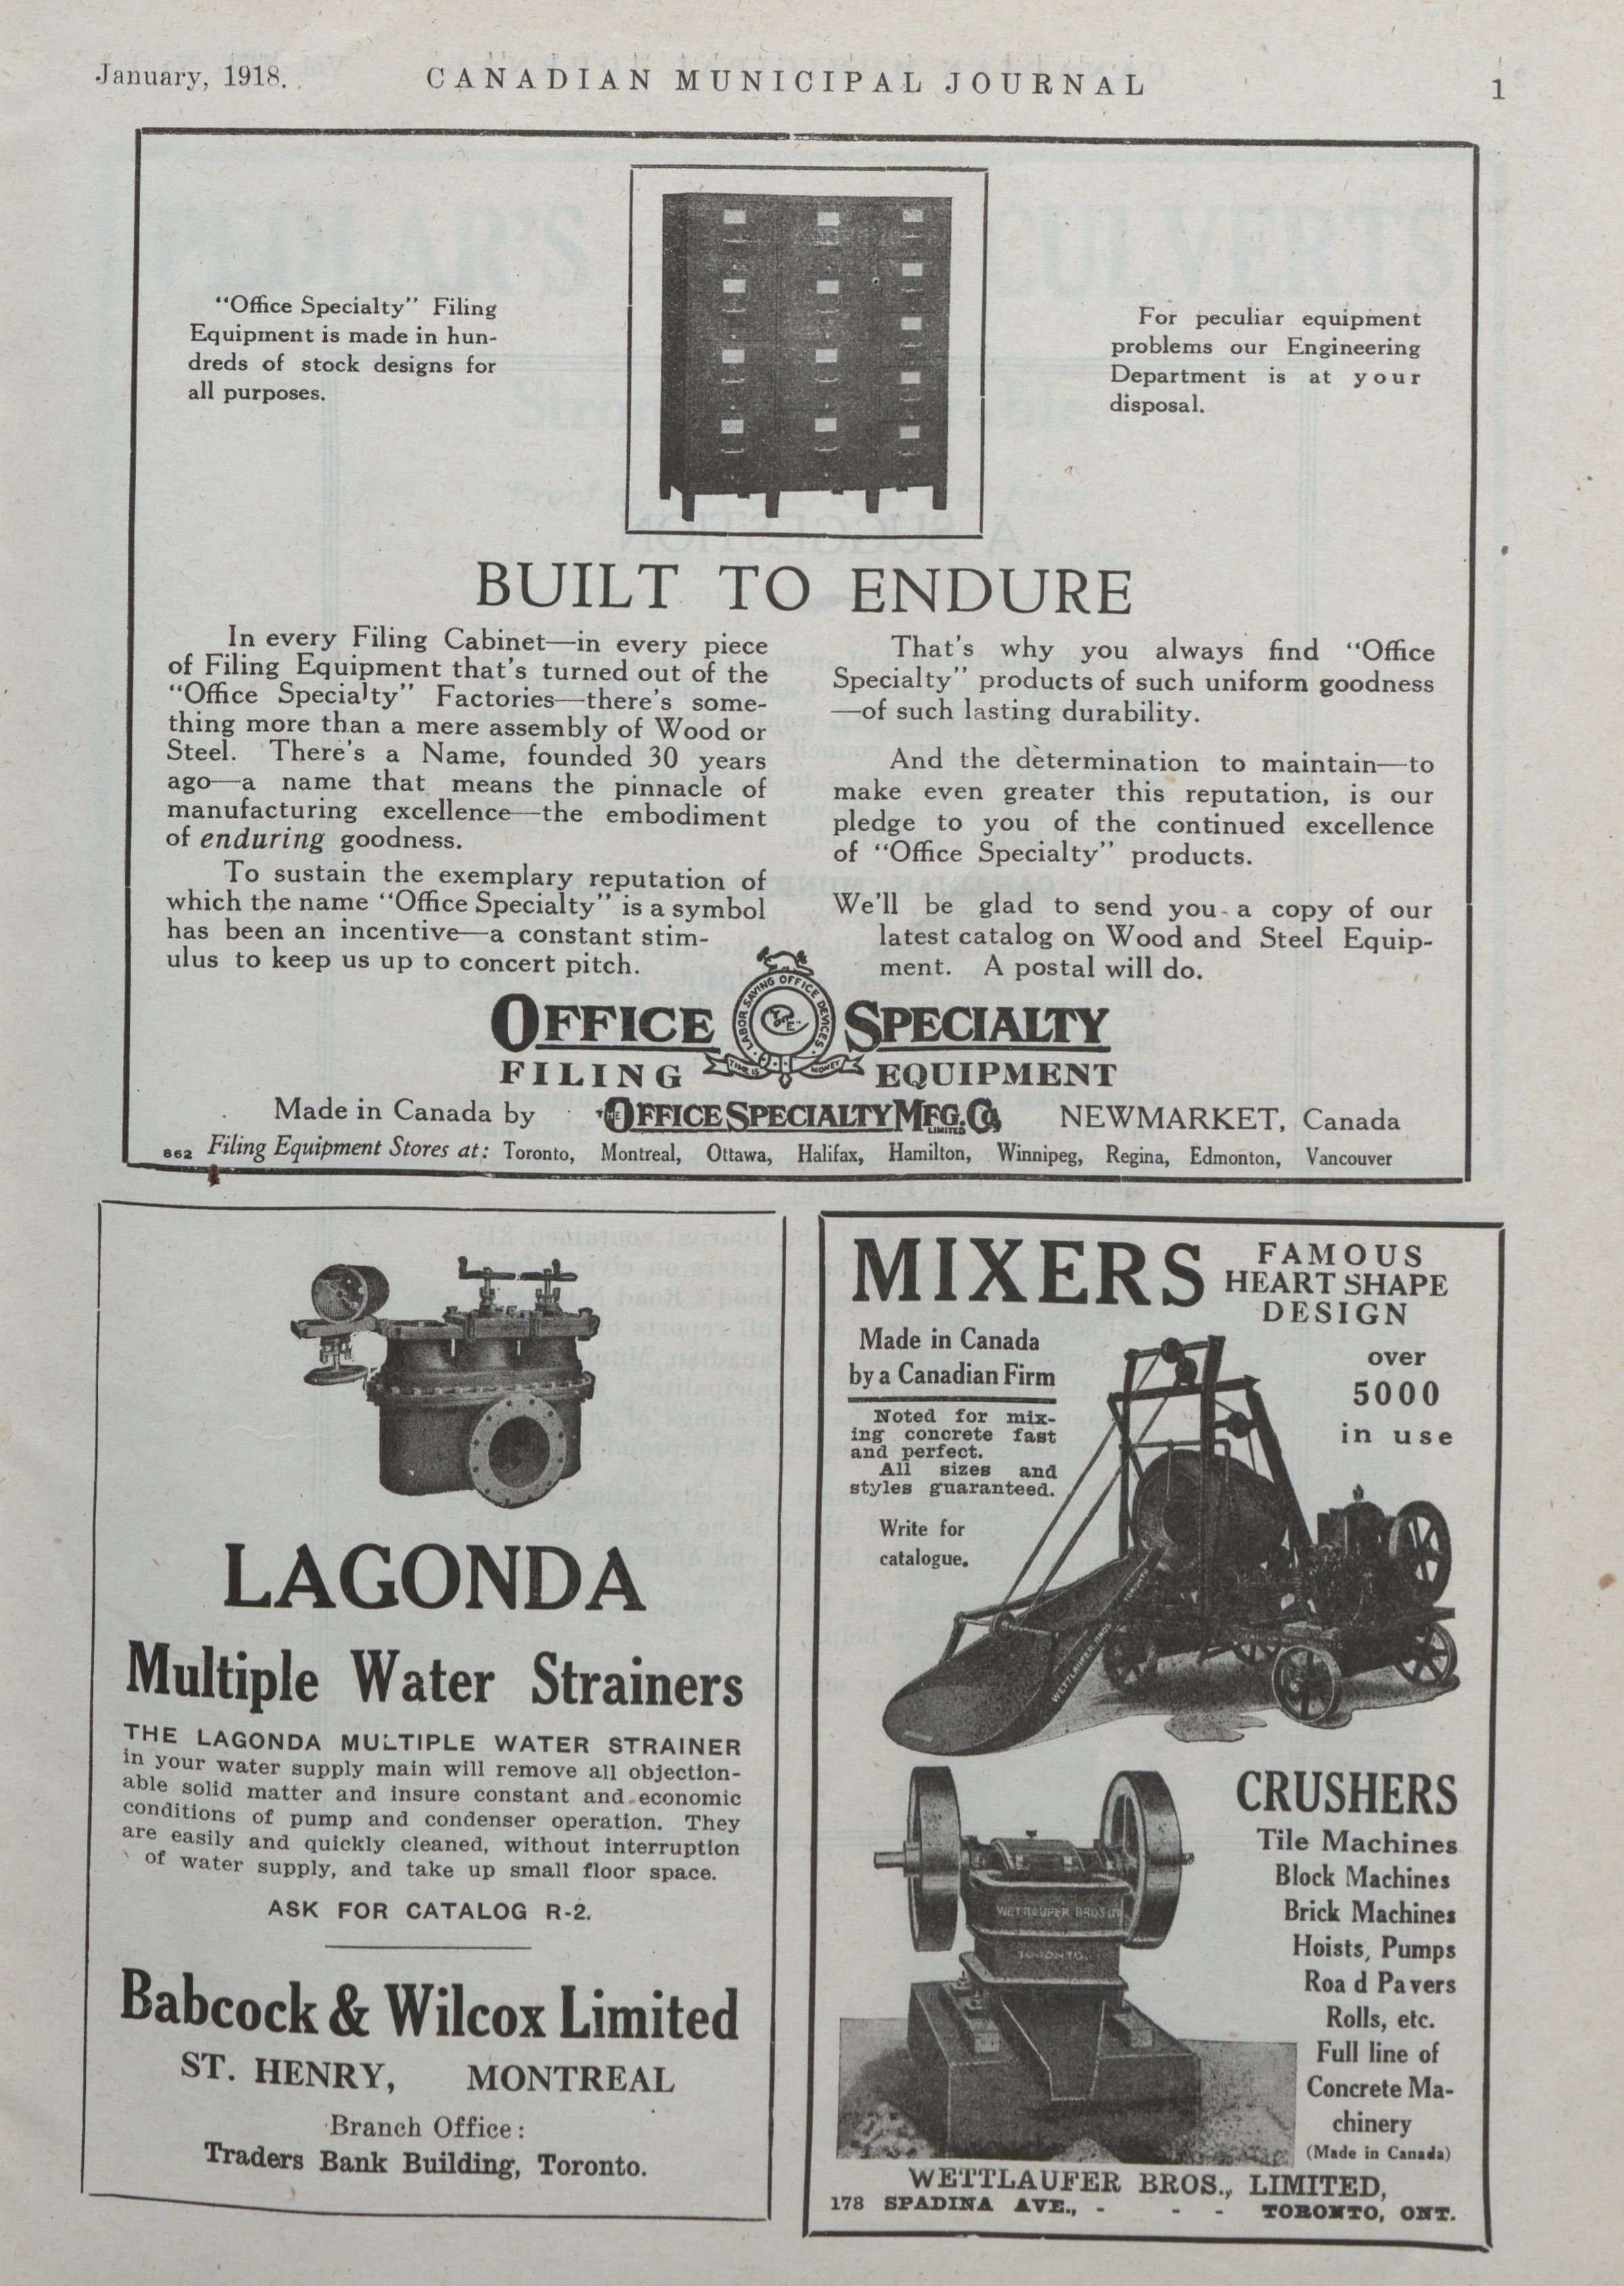 January, 1918.
CANADIAN MUNICIPAL JOURNAL
1
"Office Specialty" Filing
Equipment is made in hun-
dreds of stock designs for
all purposes.
For peculiar equipment
problems our Engineering
Department is at your
disposal.
BUILT TO ENDURE
In every Filing Cabinet—in every piece
of Filing Equipment that's turned out of the
"Office Specialty" Factories—there's some-
thing more than a mere assembly of Wood or
Steel. There's a Name, founded 30 years
ago—a name that means the pinnacle of
manufacturing excellence—the embodiment
of enduring goodness.
To sustain the exemplary reputation of
which the name "Office Specialty" is a symbol
has been an incentive—a constant stim-
ulus to keep us up to concert pitch.
That's why you always find "Office
Specialty" products of such uniform goodness
—of such lasting durability.
And the determination to maintain—to
make even greater this reputation, is our
pledge to you of the continued excellence
of "Office Specialty" products.
We'll be glad to send you a copy of our
latest catalog on Wood and Steel Equip-
ment. A postal will do.
OFFICE SPECIALTY
LABOR SAVING OFFICE DEVICES
TIME IS MONEY
FILING EQUIPMENT
Made in Canada by THE OFFICE SPECIALTY MFG. CO. LIMITED NEWMARKET, Canada
862 Filing Equipment Stores at: Toronto, Montreal, Ottawa, Halifax, Hamilton, Winnipeg, Regina, Edmonton, Vancouver
LAGONDA
Multiple Water Strainers
THE LAGONDA MULTIPLE WATER STRAINER
in your water supply main will remove all objection-
able solid matter and insure constant and economic
conditions of pump and condenser operation. They
are easily and quickly cleaned, without interruption
of water supply, and take up small floor space.
ASK FOR CATALOG R-2.
Babcock & Wilcox Limited
ST. HENRY, MONTREAL
Branch Office:
Traders Bank Building, Toronto.
MIXERS
FAMOUS
HEART SHAPE
DESIGN
Made in Canada
by a Canadian Firm
over
5000
in use
Noted for mix-
ing concrete fast
and perfect.
All sizes and
styles guaranteed.
Write for
catalogue.
WETTLAUFER BROS TORONTO
CRUSHERS
Tile Machines
Block Machines
Brick Machines
Hoists, Pumps
Roa d Pavers
Rolls, etc.
Full line of
Concrete Ma-
chinery
(Made in Canada)
WETTLAUFER BROS LTD
TORONTO.
WETTLAUFER BROS., LIMITED,
178 SPADINA AVE., - - - TORONTO, ONT.